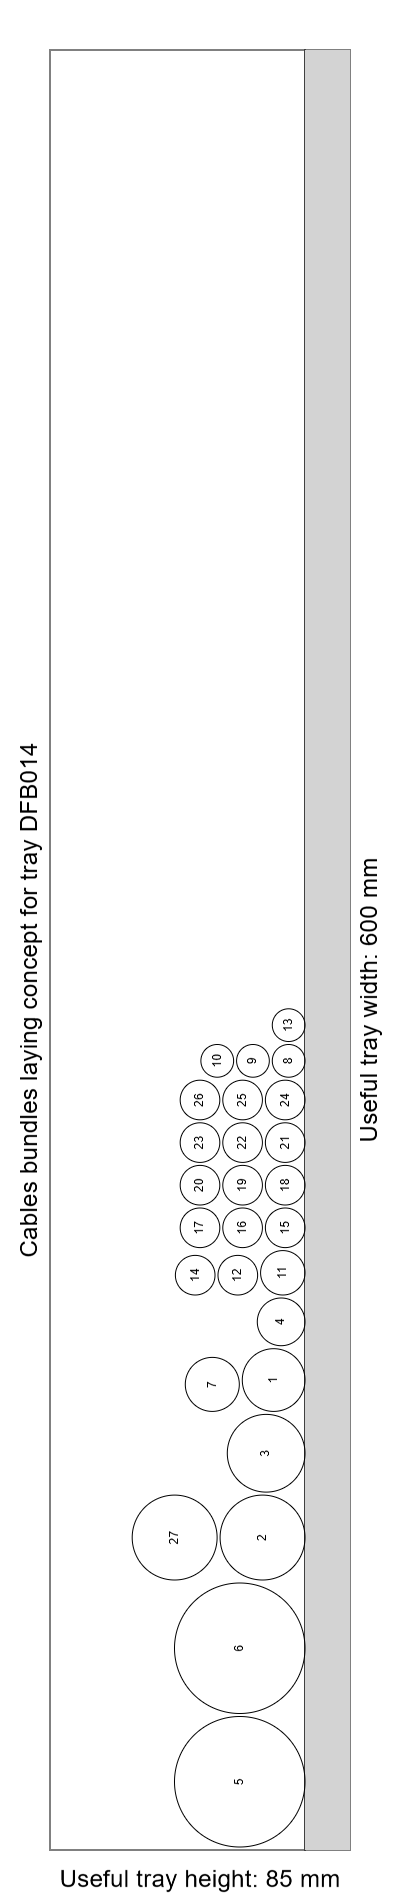 Cables bundles laying concept for tray DFB014
Useful tray width: 600 mm
13
10 9 8
26 25 24
23 22 21
20 19 18
17 16 15
14 12 11
4
7 1
3
27 2
6
5
Useful tray height: 85 mm